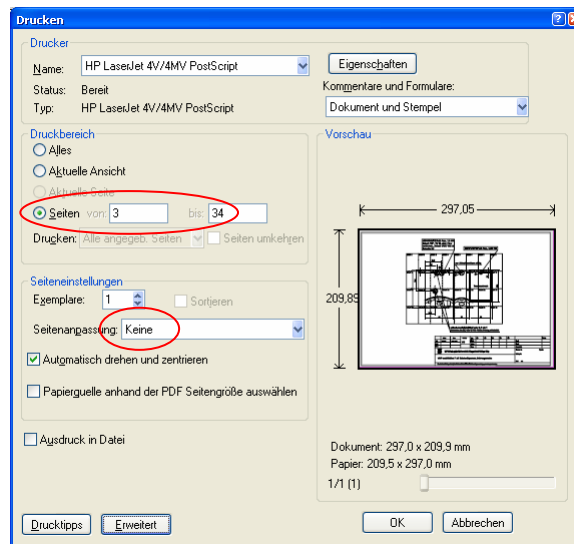 Drucken
Drucker
Name: HP LaserJet 4V/4MV PostScript Eigenschaften
Status: Bereit Kommentare und Formulare:
Typ: HP LaserJet 4V/4MV PostScript Dokument und Stempel
Druckbereich
Alles
Aktuelle Ansicht
Aktuelle Seite
Seiten von: 3 bis: 34
Drucken: Alle angegeb. Seiten Seiten umkehren
Seiteneinstellungen
Exemplare: 1 Sortieren
Seitenanpassung: Keine
Automatisch drehen und zentrieren
Papierquelle anhand der PDF Seitengröße auswählen
Ausdruck in Datei
Vorschau
297,05
209,89
Dokument: 297,0 x 209,9 mm
Papier: 209,5 x 297,0 mm
1/1 (1)
Drucktipps Erweitert OK Abbrechen